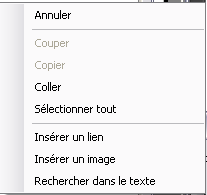 Annuler
Couper
Copier
Coller
Sélectionner tout
Insérer un lien
Insérer un image
Rechercher dans le texte